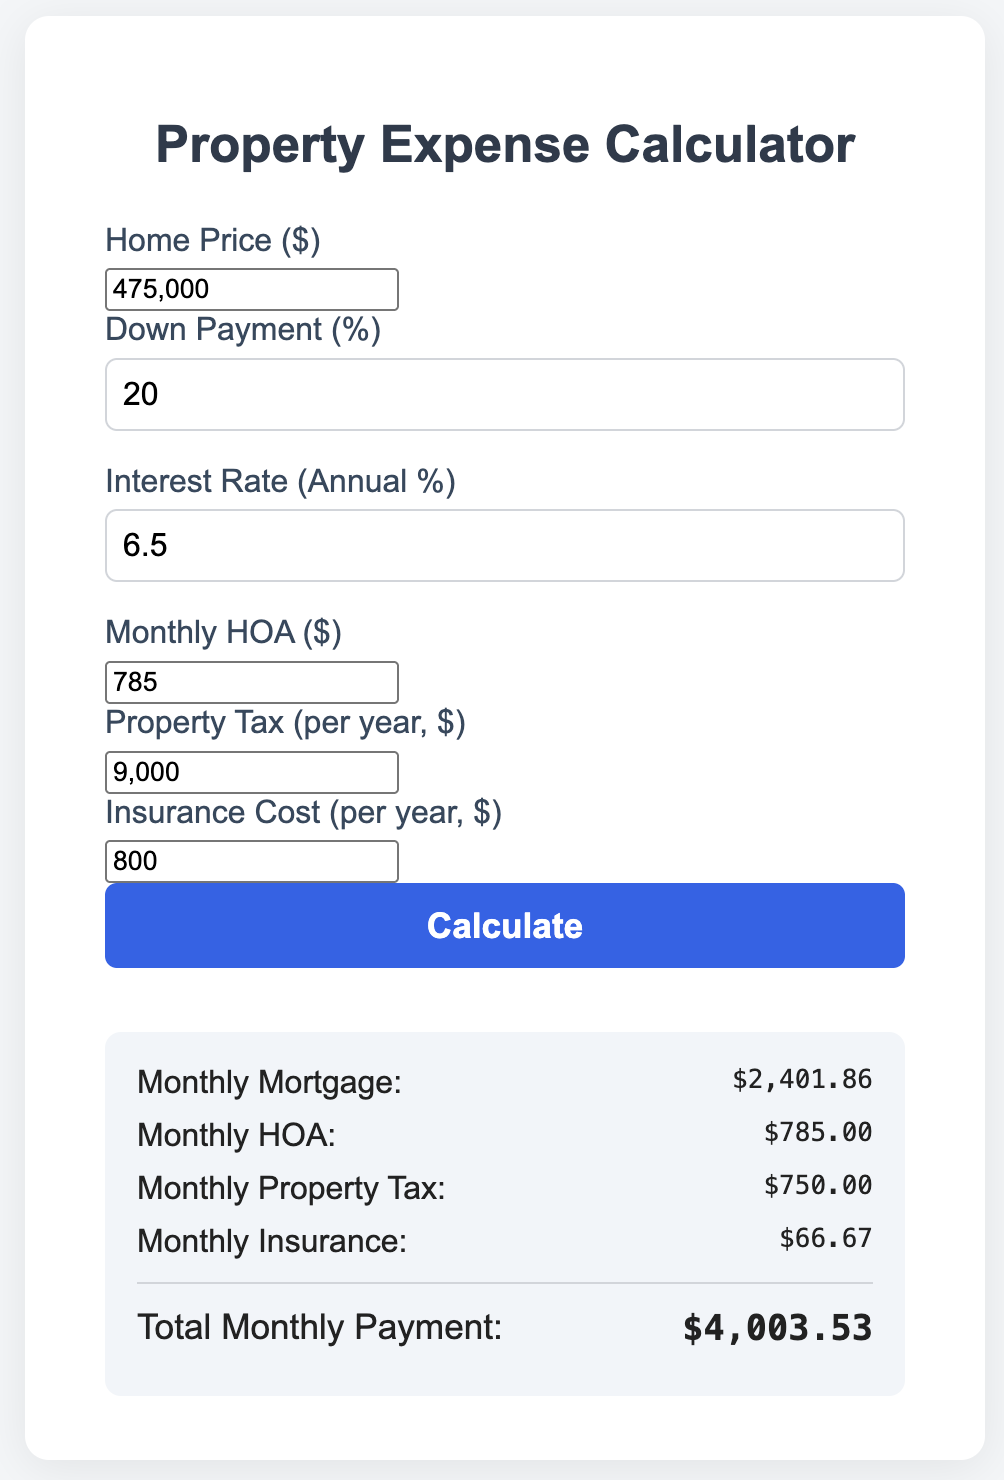 Property Expense Calculator
Home Price ($)
475,000
Down Payment (%)
20
Interest Rate (Annual %)
6.5
Monthly HOA ($)
785
Property Tax (per year, $)
9,000
Insurance Cost (per year, $)
800
Calculate
Monthly Mortgage: $2,401.86
Monthly HOA: $785.00
Monthly Property Tax: $750.00
Monthly Insurance: $66.67
Total Monthly Payment: $4,003.53